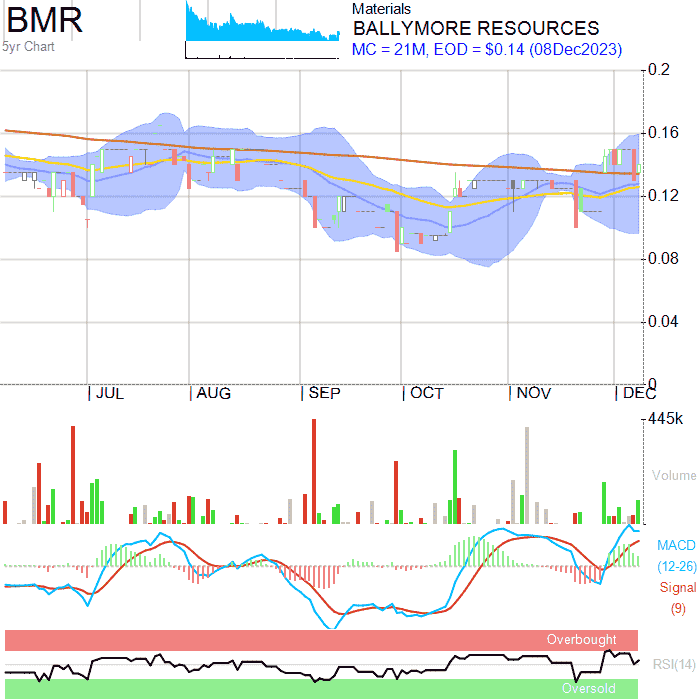 BMR
5yr Chart
Materials
BALLYMORE RESOURCES
MC = 21M, EOD = $0.14 (08Dec2023)
0.2
0.16
0.12
0.08
0.04
0
JUL
AUG
SEP
OCT
NOV
DEC
445k
Volume
MACD
(12-26)
Signal
(9)
Overbought
RSI(14)
Oversold